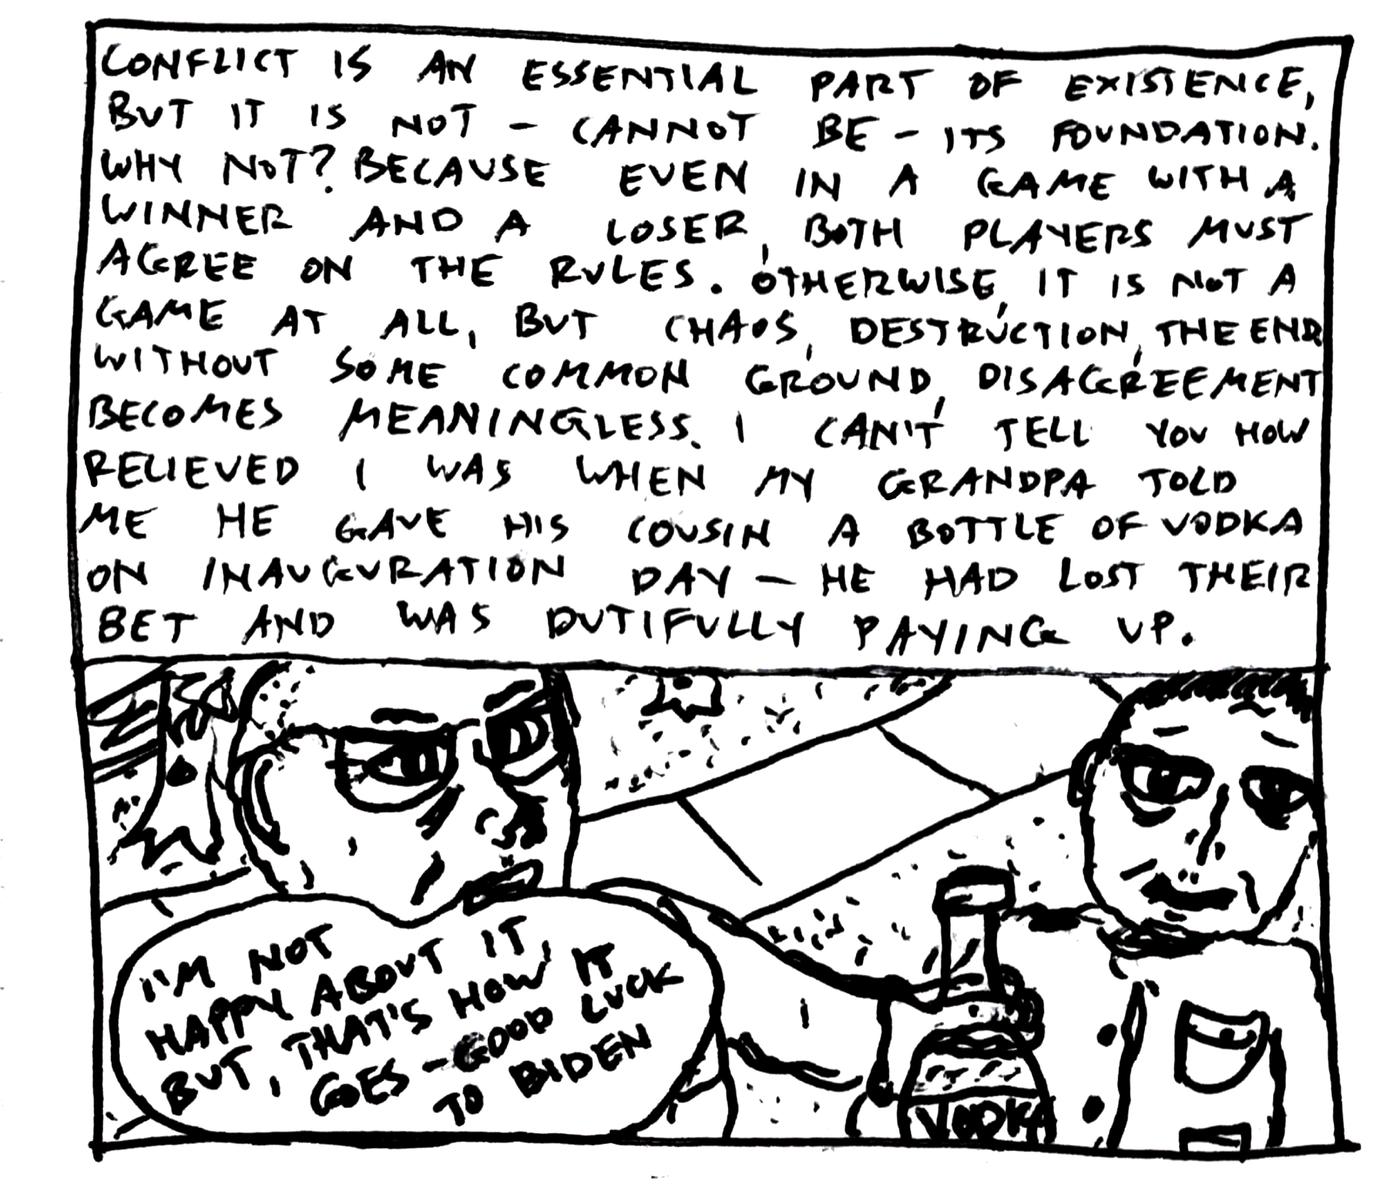 CONFLICT IS AN ESSENTIAL PART OF EXISTENCE,
BUT IT IS NOT - CANNOT BE - ITS FOUNDATION.
WHY NOT? BECAUSE EVEN IN A GAME WITH A
WINNER AND A LOSER, BOTH PLAYERS MUST
AGREE ON THE RULES. OTHERWISE, IT IS NOT A
GAME AT ALL, BUT CHAOS, DESTRUCTION, THE END
WITHOUT SOME COMMON GROUND, DISAGREEMENT
BECOMES MEANINGLESS. I CAN'T TELL YOU HOW
RELIEVED I WAS WHEN MY GRANDPA TOLD
ME HE GAVE HIS COUSIN A BOTTLE OF VODKA
ON INAUGURATION DAY - HE HAD LOST THEIR
BET AND WAS DUTIFULLY PAYING UP.
I'M NOT
HAPPY ABOUT IT,
BUT, THAT'S HOW IT
GOES - GOOD LUCK
TO BIDEN
VODKA